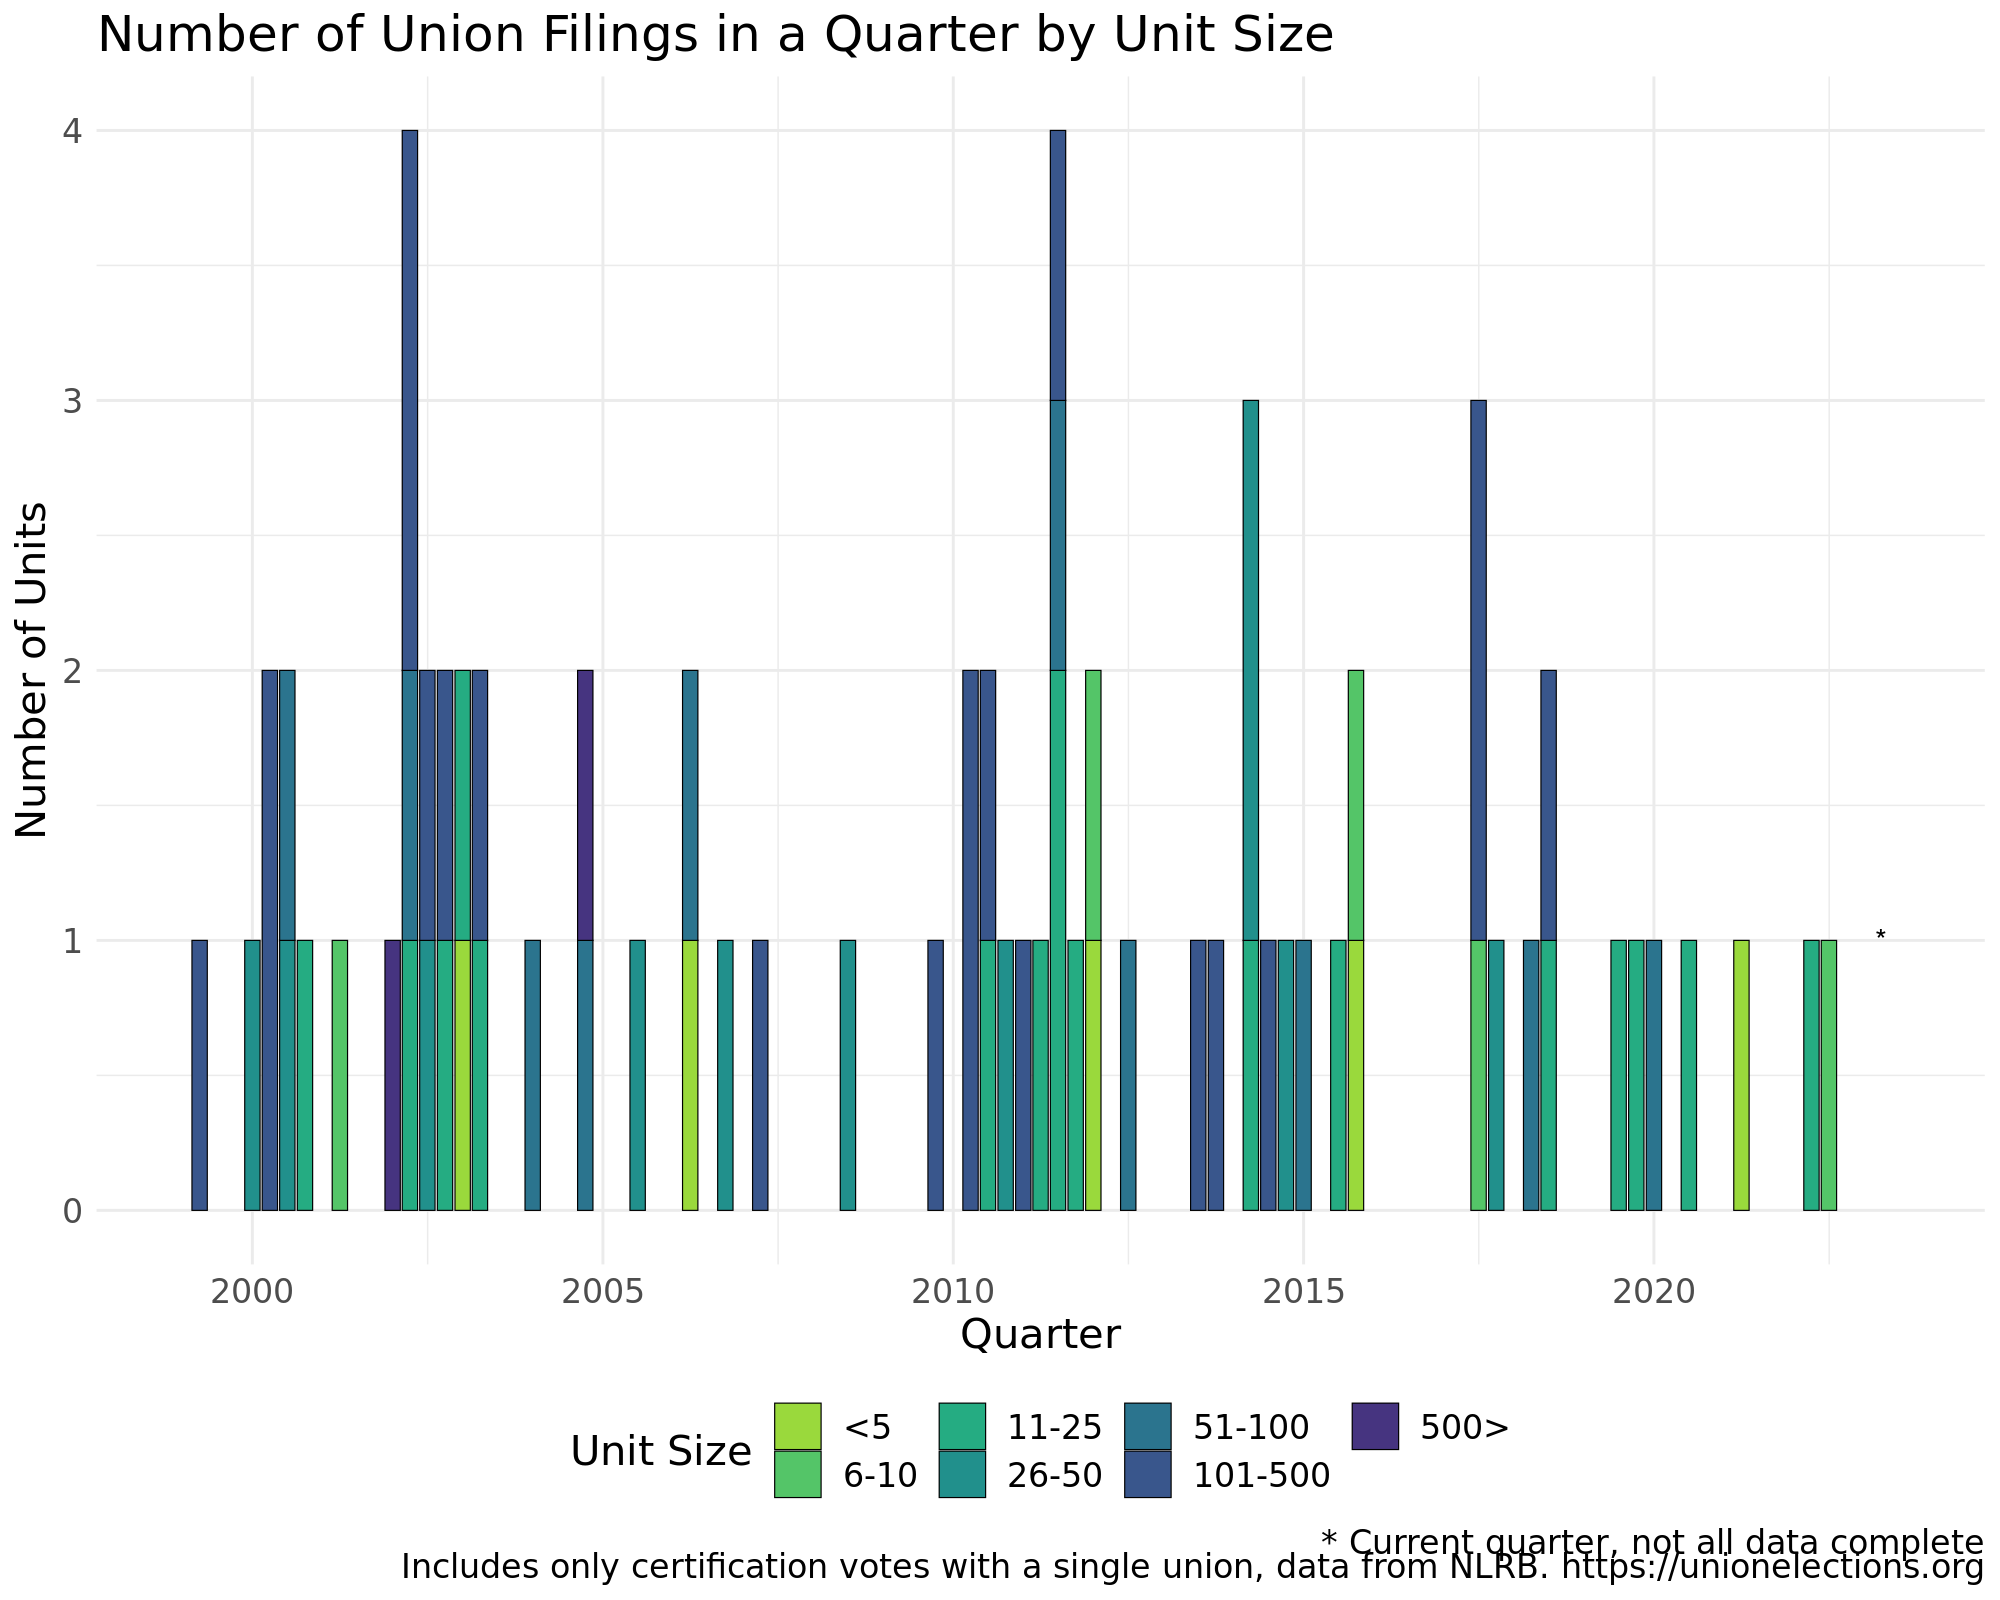 Number of Union Filings in a Quarter by Unit Size
Number of Units
4
3
2
1
0
*
2000 2005 2010 2015 2020
Quarter
Unit Size
<5 11-25 51-100 500>
6-10 26-50 101-500
* Current quarter, not all data complete
Includes only certification votes with a single union, data from NLRB. https://unionelections.org